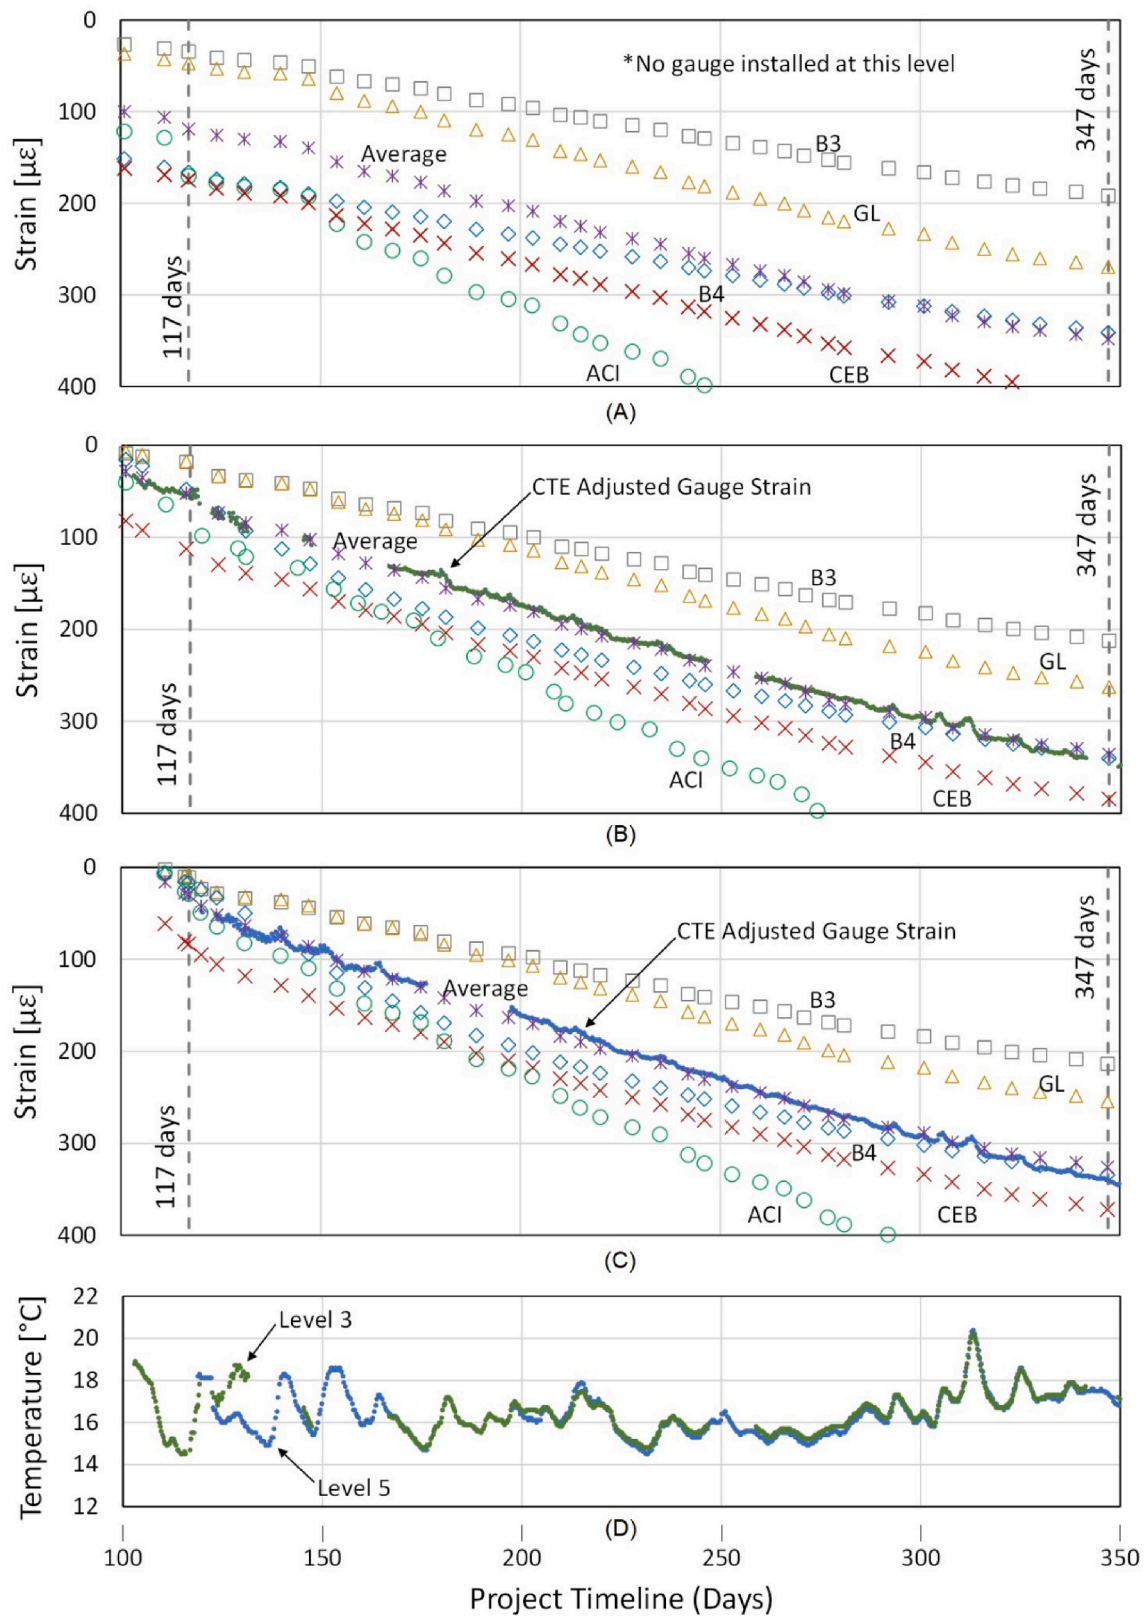 0
100
200
300
400
Strain [με]
*No gauge installed at this level
117 days
347 days
Average
B3
GL
B4
ACI
CEB
(A)
0
100
200
300
400
Strain [με]
CTE Adjusted Gauge Strain
117 days
347 days
Average
B3
GL
B4
ACI
CEB
(B)
0
100
200
300
400
Strain [με]
CTE Adjusted Gauge Strain
117 days
347 days
Average
B3
GL
B4
ACI
CEB
(C)
22
20
18
16
14
12
Temperature [°C]
Level 3
Level 5
(D)
100
150
200
250
300
350
Project Timeline (Days)